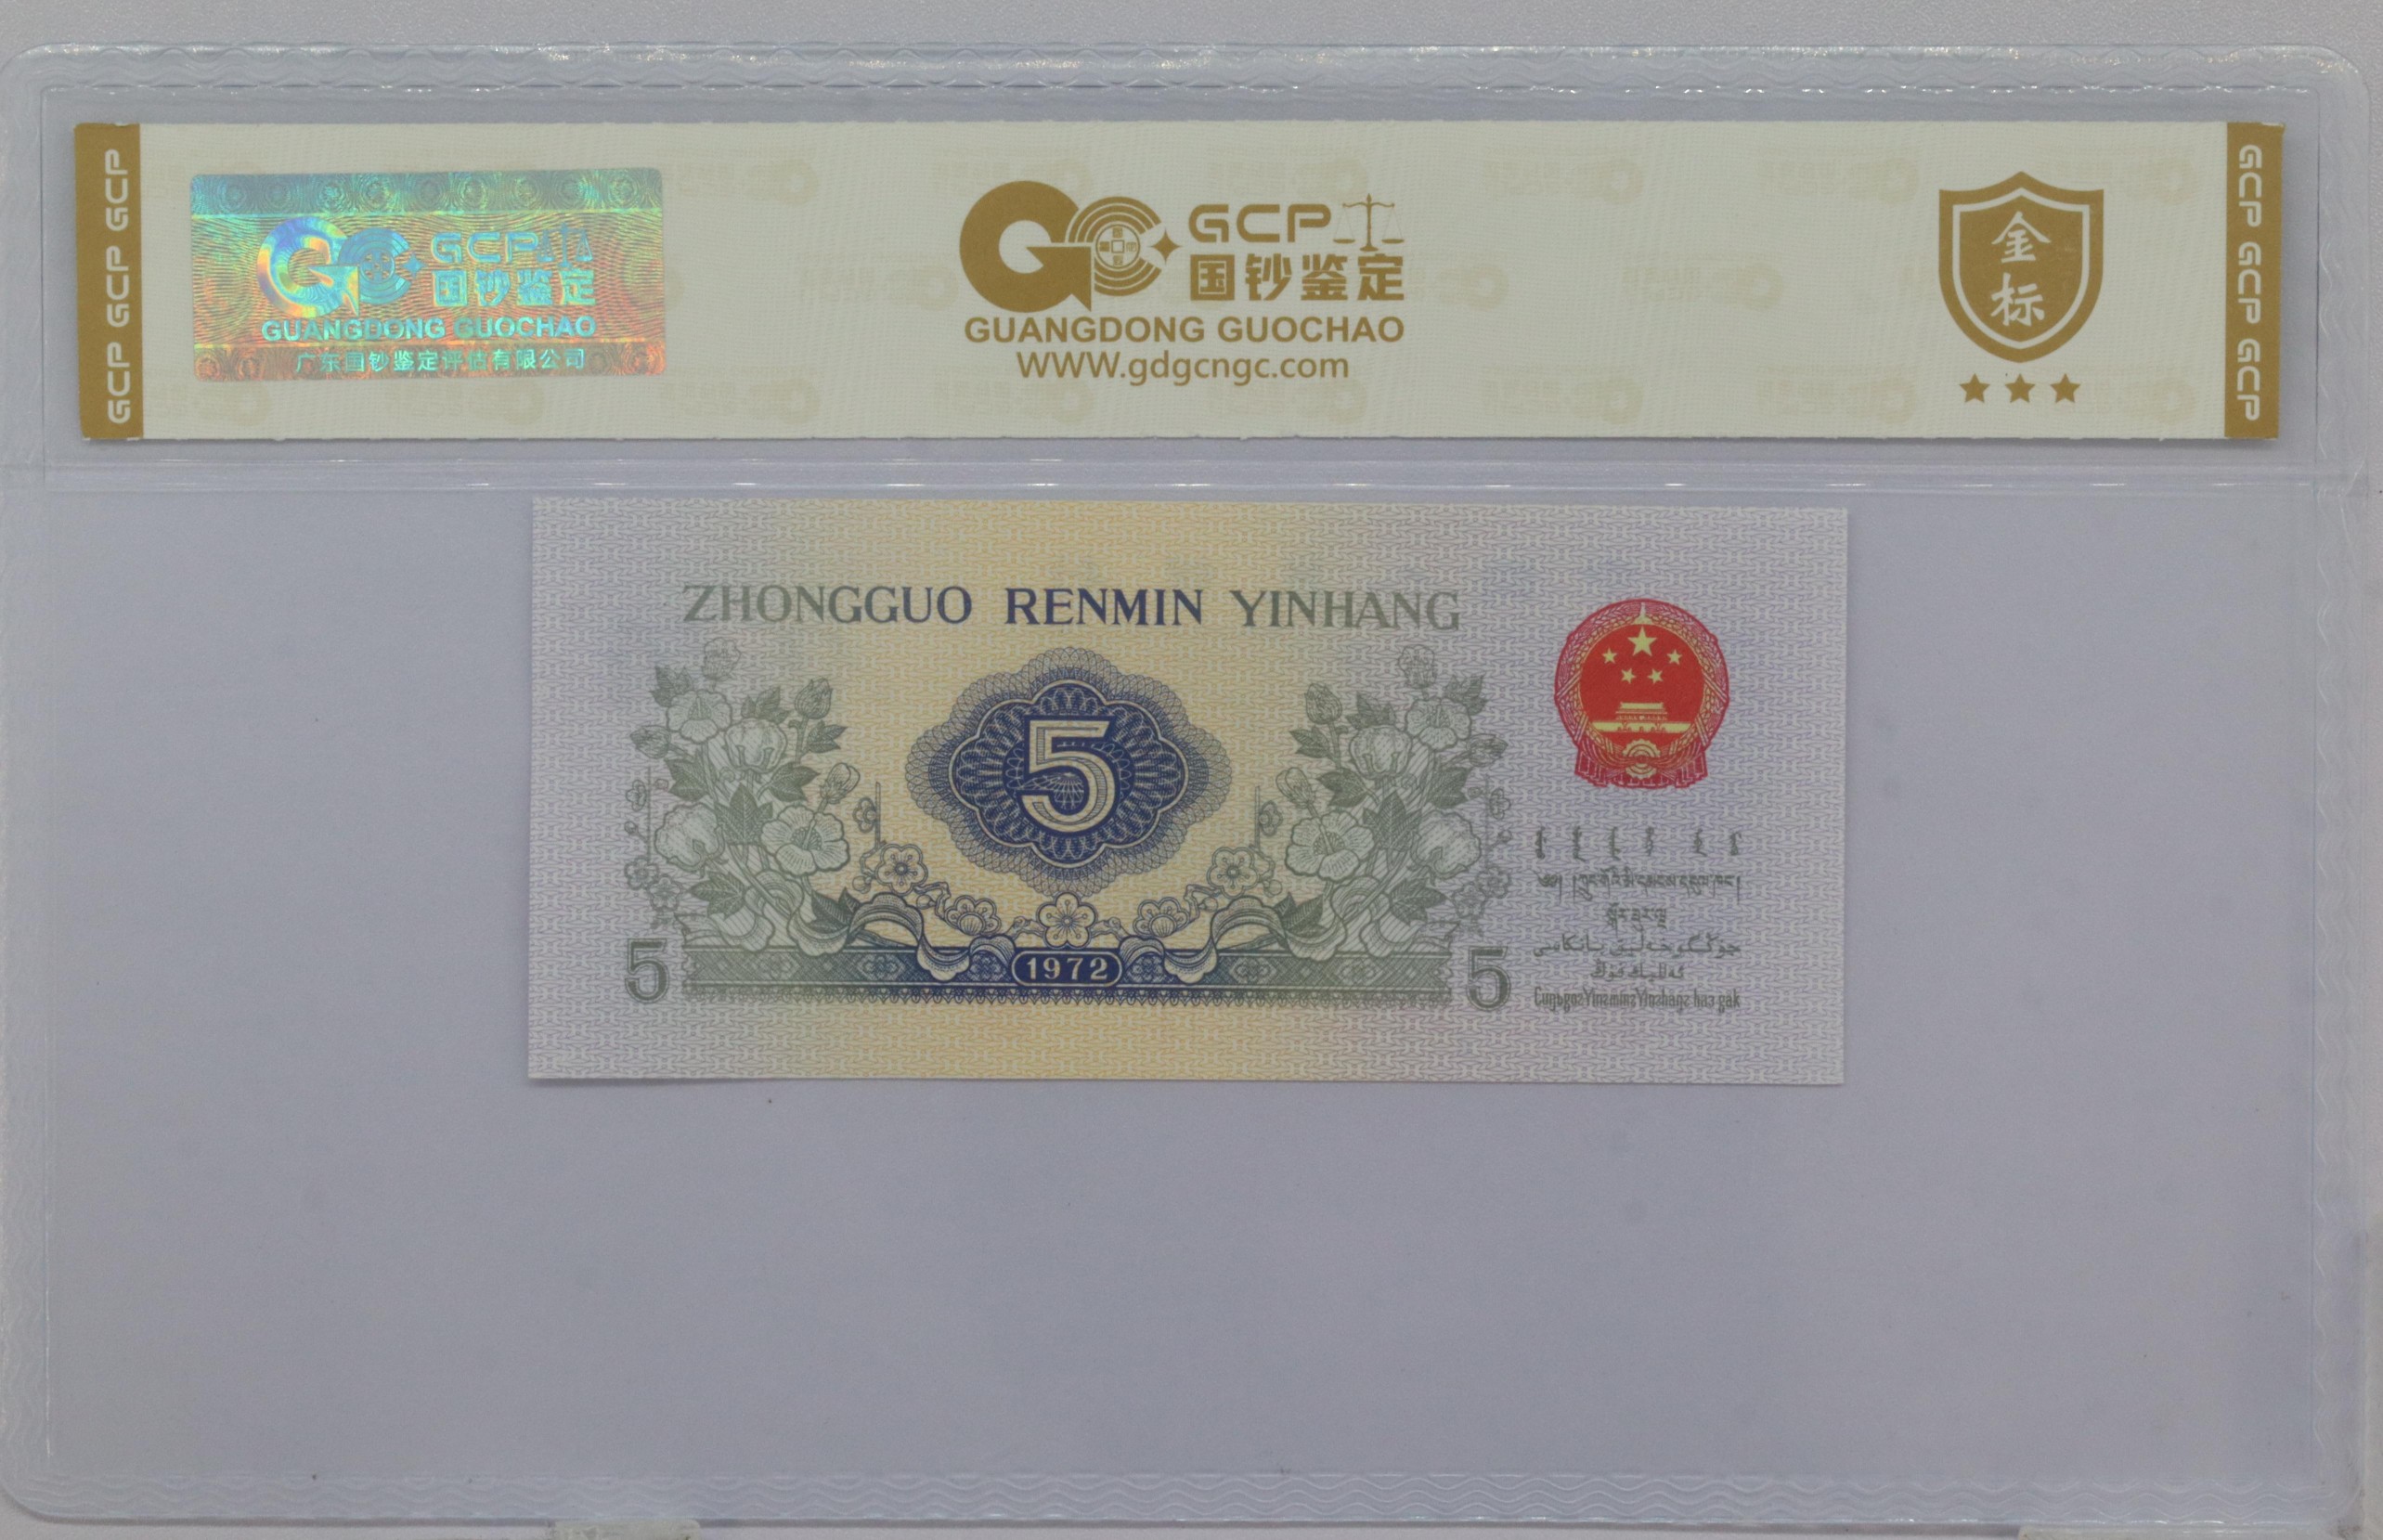 GCP GCP GCP
GCP
国钞鉴定
GUANGDONG GUOCHAO
广东国钞鉴定评估有限公司
GCP
国钞鉴定
GUANGDONG GUOCHAO
WWW.gdgcngc.com
金
标
GCP GCP GCP
ZHONGGUO RENMIN YINHANG
5
1972
5
5